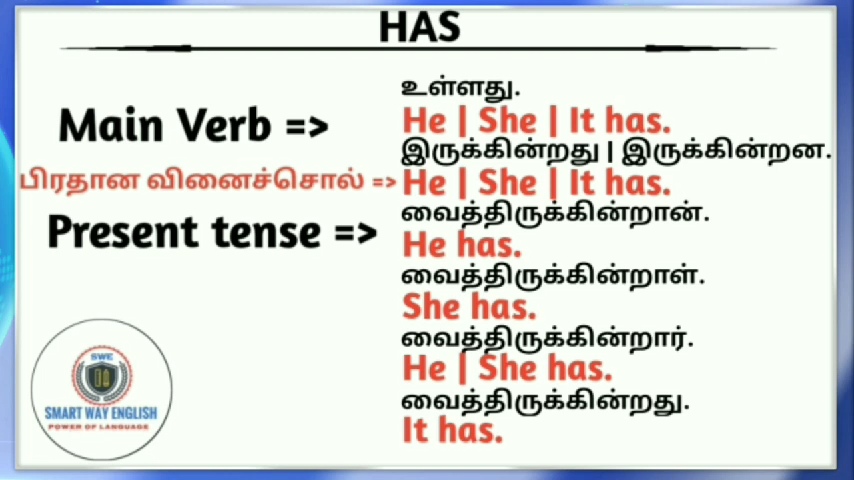 HAS
Main Verb =>
பிரதான வினைச்சொல் =>
Present tense =>
உள்ளது.
He | She | It has.
இருக்கின்றது | இருக்கின்றன.
He | She | It has.
வைத்திருக்கின்றான்.
He has.
வைத்திருக்கின்றாள்.
She has.
வைத்திருக்கின்றார்.
He | She has.
வைத்திருக்கின்றது.
It has.
SWE
SMART WAY ENGLISH
POWER OF LANGUAGE